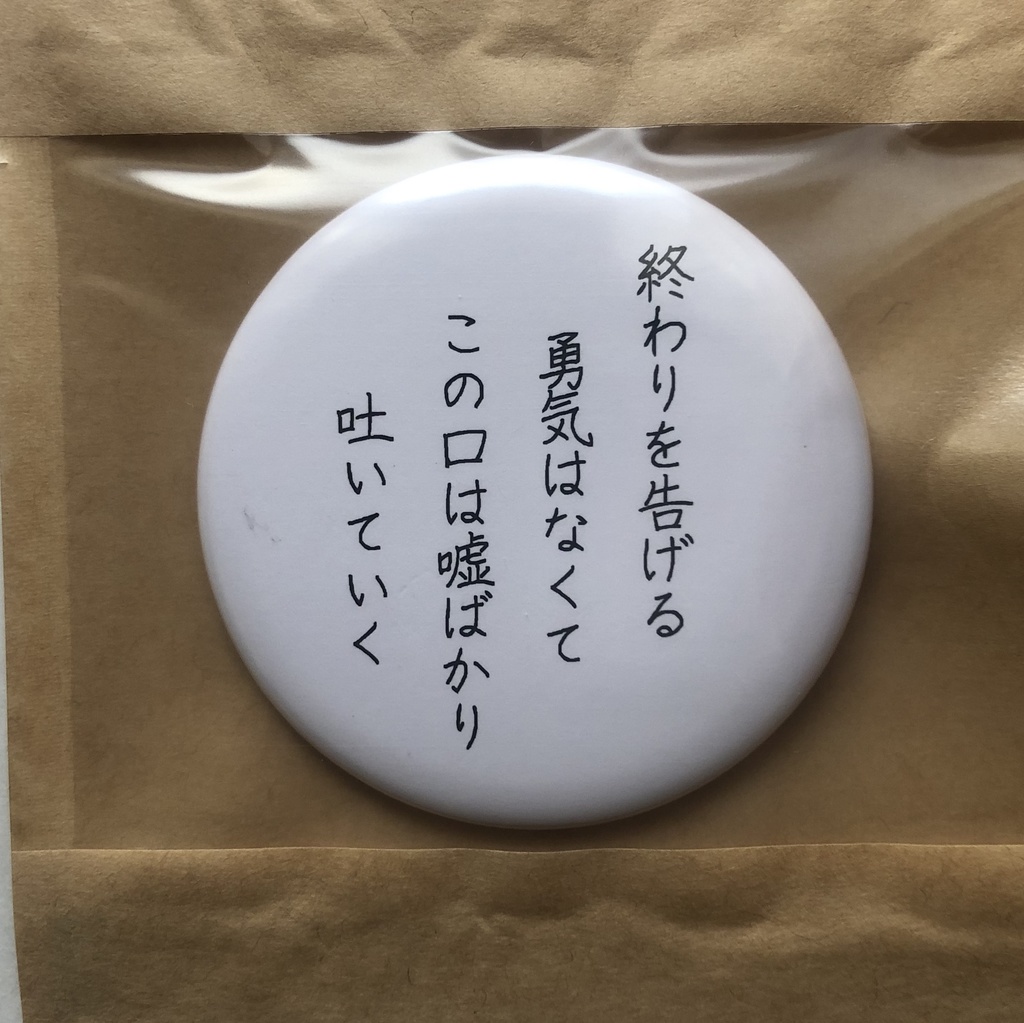 終わりを告げる
勇気はなくて
この口は嘘ばかり
吐いていく